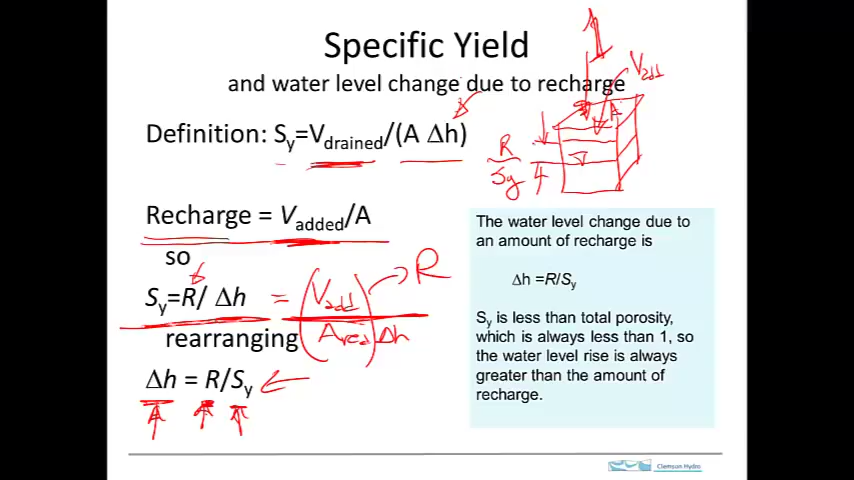 Specific Yield
and water level change due to recharge
Definition: Sy=Vdrained/(A Δh)
Recharge = Vadded/A
so
Sy=R/ Δh = (Vadd / Area) Δh → R
rearranging
Δh = R/Sy
Vadd
A
R
Sy
The water level change due to
an amount of recharge is
Δh =R/Sy
Sy is less than total porosity,
which is always less than 1, so
the water level rise is always
greater than the amount of
recharge.
Clemson Hydro